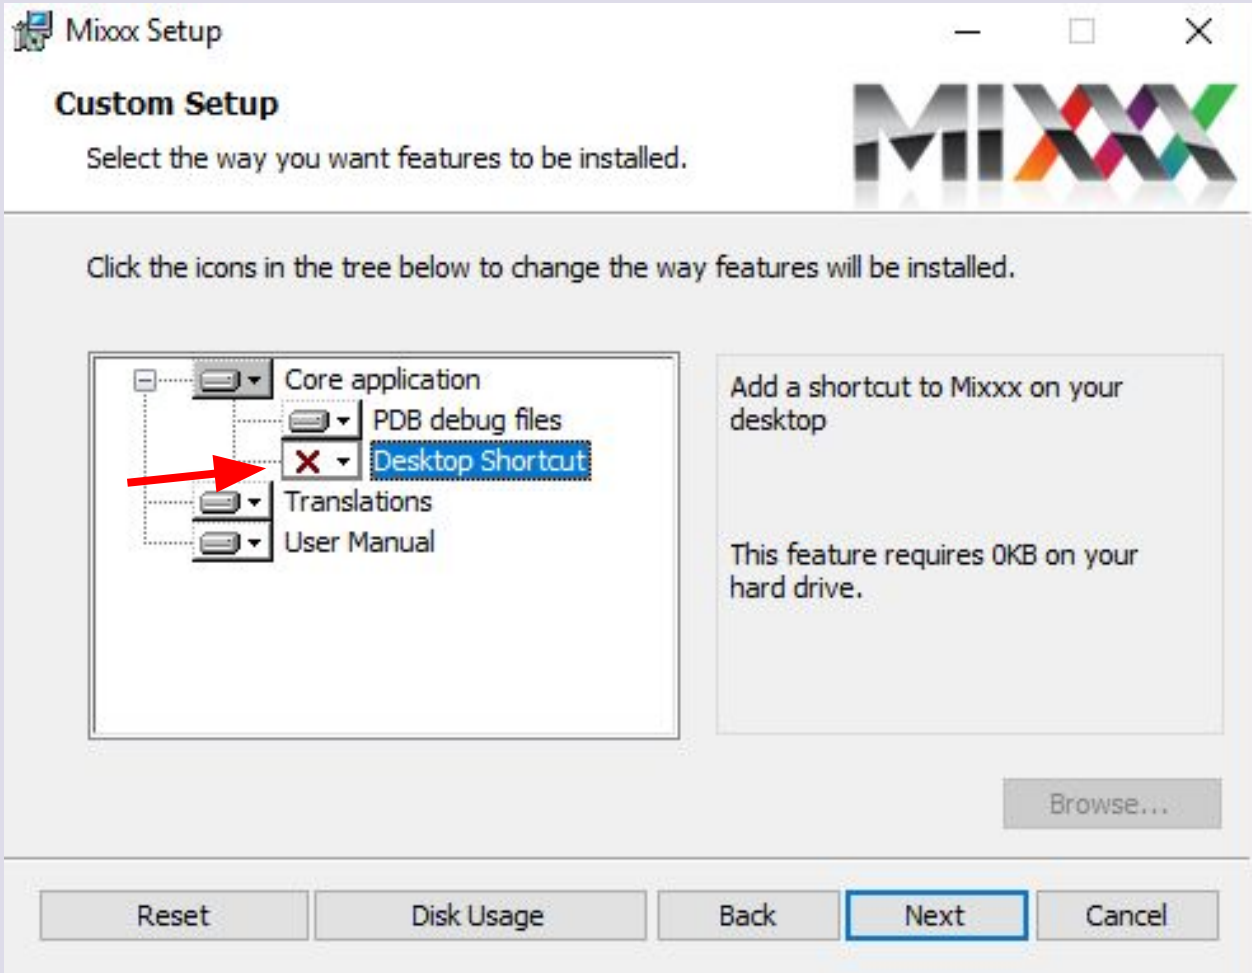 Mixxx Setup
Custom Setup
Select the way you want features to be installed.
MIXXX
Click the icons in the tree below to change the way features will be installed.
Core application
PDB debug files
Desktop Shortcut
Translations
User Manual
Add a shortcut to Mixxx on your
desktop
This feature requires 0KB on your
hard drive.
Browse...
Reset
Disk Usage
Back
Next
Cancel